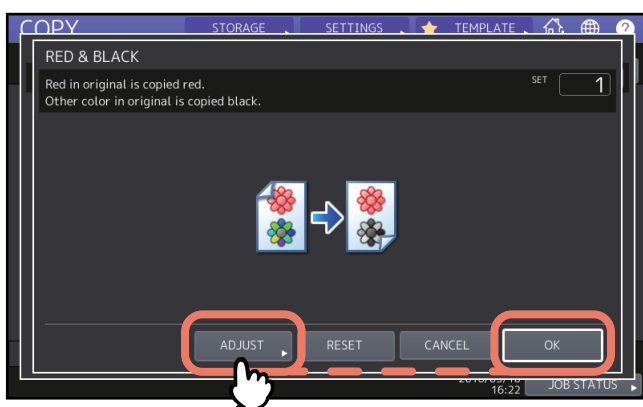 COPY
STORAGE
SETTINGS
TEMPLATE
?
RED & BLACK
Red in original is copied red.
Other color in original is copied black.
SET 1
ADJUST
RESET
CANCEL
OK
16:22
JOB STATUS